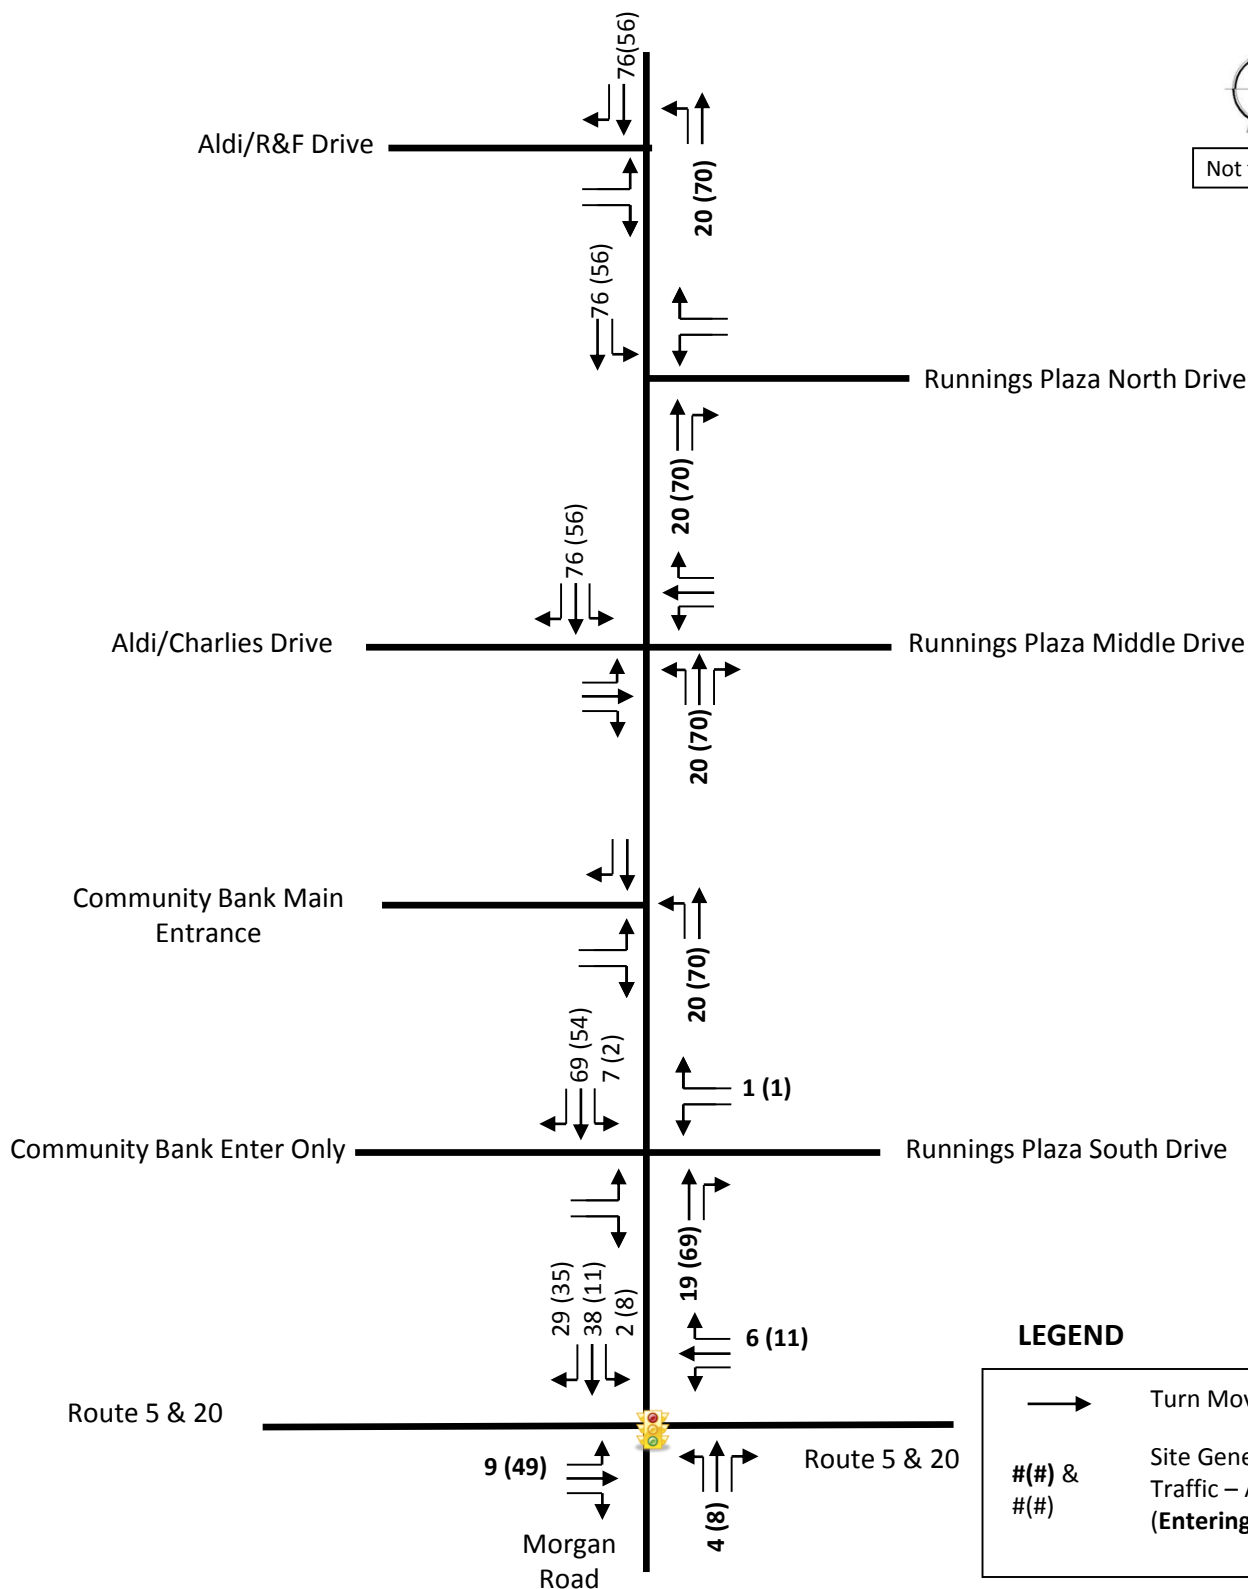 76(56)
Aldi/R&F Drive
20 (70)
Not
76 (56)
Runnings Plaza North Drive
20 (70)
76 (56)
Aldi/Charlies Drive
Runnings Plaza Middle Drive
20 (70)
Community Bank Main
Entrance
20 (70)
69 (54)
7 (2)
1 (1)
Community Bank Enter Only
Runnings Plaza South Drive
19 (69)
29 (35)
38 (11)
2 (8)
6 (11)
Route 5 & 20
Route 5 & 20
9 (49)
4 (8)
Morgan
Road
LEGEND
Turn
#(#) &
#(#)
Site
Traffic –
(Entering